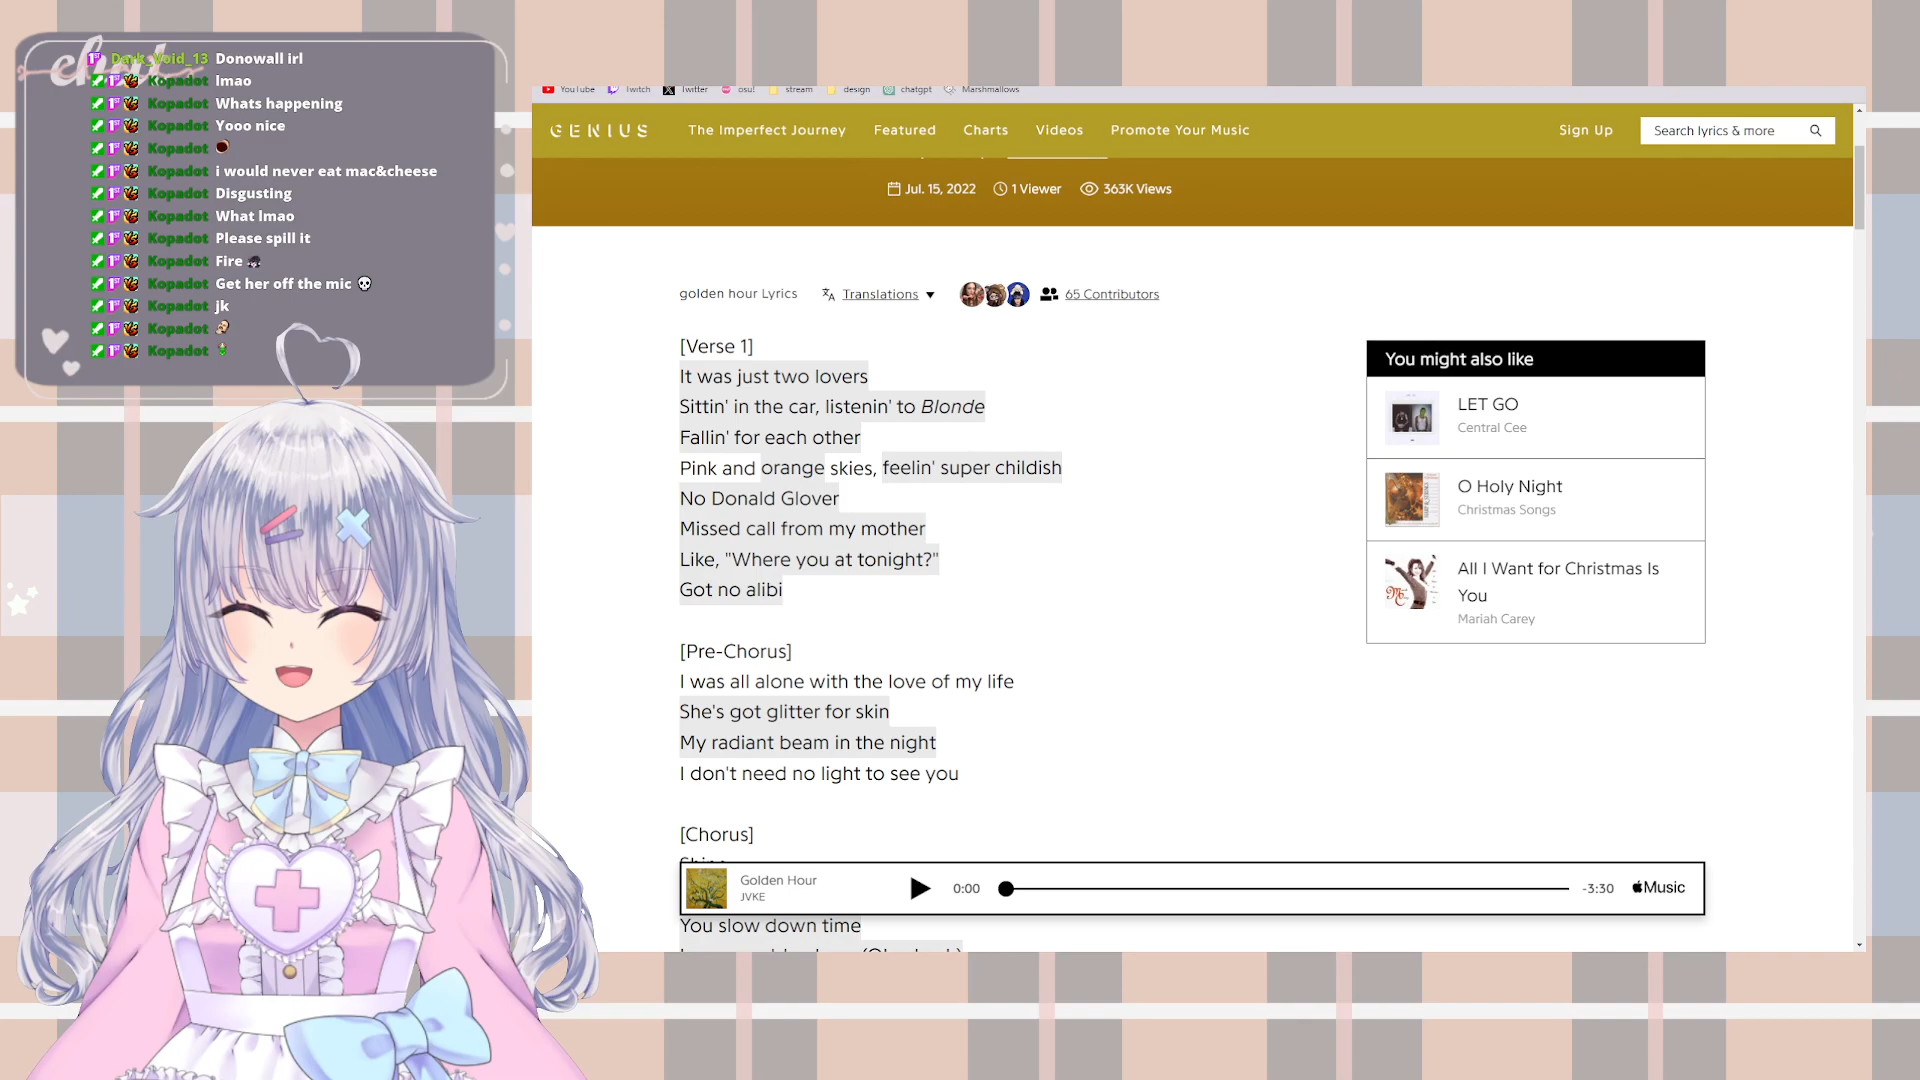 chat
Dark_Void_13 Donowall irl
Kopadot lmao
Kopadot Whats happening
Kopadot Yooo nice
Kopadot
Kopadot i would never eat mac&cheese
Kopadot Disgusting
Kopadot What lmao
Kopadot Please spill it
Kopadot Fire
Kopadot Get her off the mic 💀
Kopadot jk
Kopadot
Kopadot
YouTube Twitch Twitter osu! stream design chatgpt Marshmallows
GENIUS The Imperfect Journey Featured Charts Videos Promote Your Music Sign Up Search lyrics & more
Jul. 15, 2022 1 Viewer 363K Views
golden hour Lyrics Translations 65 Contributors
[Verse 1]
It was just two lovers
Sittin' in the car, listenin' to Blonde
Fallin' for each other
Pink and orange skies, feelin' super childish
No Donald Glover
Missed call from my mother
Like, "Where you at tonight?"
Got no alibi
[Pre-Chorus]
I was all alone with the love of my life
She's got glitter for skin
My radiant beam in the night
I don't need no light to see you
[Chorus]
You slow down time
You might also like
LET GO
Central Cee
O Holy Night
Christmas Songs
All I Want for Christmas Is
You
Mariah Carey
Golden Hour
JVKE
0:00 -3:30 Music